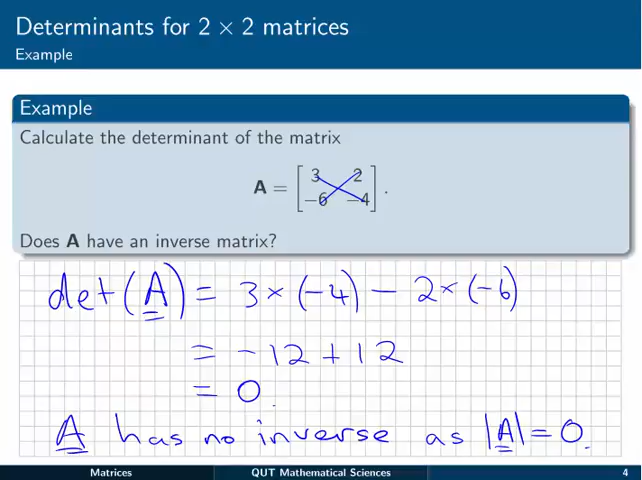 Determinants for 2 × 2 matrices
Example
Example
Calculate the determinant of the matrix
A = [ 3 2
−6 −4 ] .
Does A have an inverse matrix?
det(A) = 3×(−4) − 2×(−6)
= −12 + 12
= 0.
A has no inverse as |A| = 0.
Matrices QUT Mathematical Sciences 4